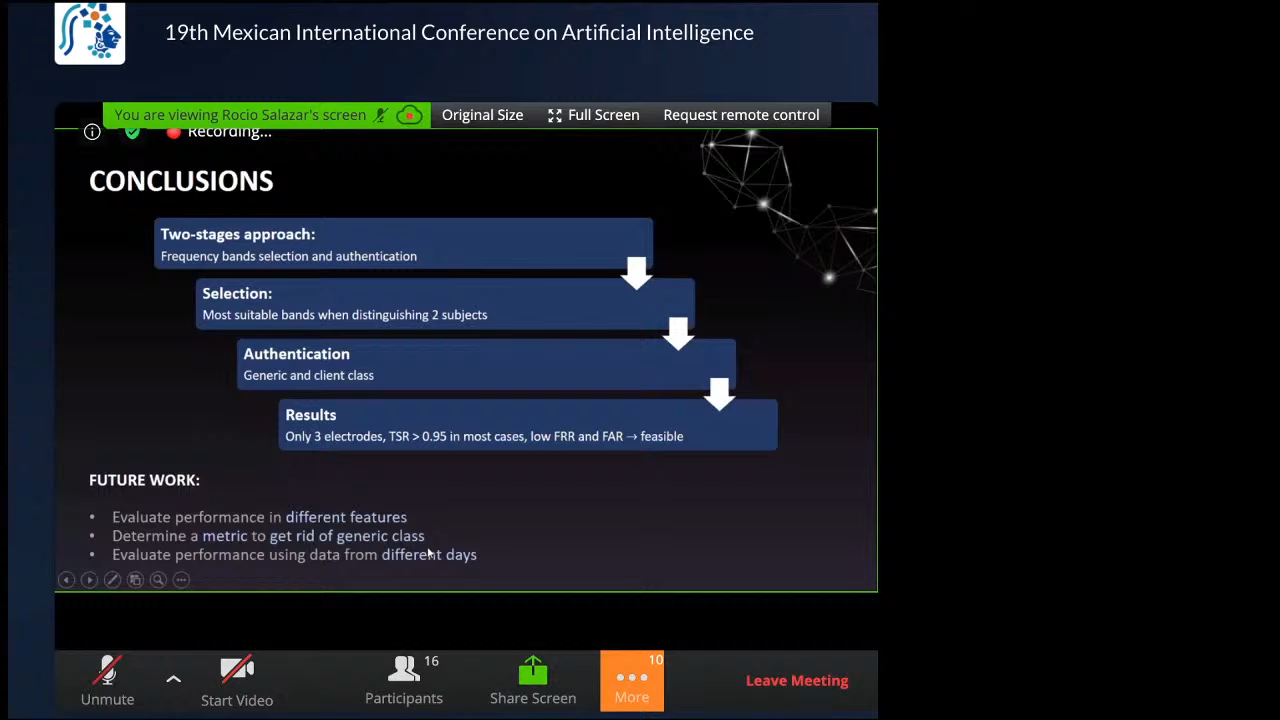 19th Mexican International Conference on Artificial Intelligence
You are viewing Rocio Salazar's screen
Original Size
Full Screen
Request remote control
Recording...
CONCLUSIONS
Two-stages approach:
Frequency bands selection and authentication
Selection:
Most suitable bands when distinguishing 2 subjects
Authentication
Generic and client class
Results
Only 3 electrodes, TSR > 0.95 in most cases, low FRR and FAR → feasible
FUTURE WORK:
• Evaluate performance in different features
• Determine a metric to get rid of generic class
• Evaluate performance using data from different days
Unmute
Start Video
16
Participants
Share Screen
10
More
Leave Meeting